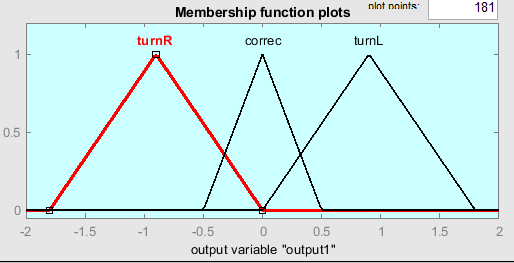 plot points: 181
Membership function plots
turnR correc turnL
1
0.5
0
-2 -1.5 -1 -0.5 0 0.5 1 1.5 2
output variable "output1"